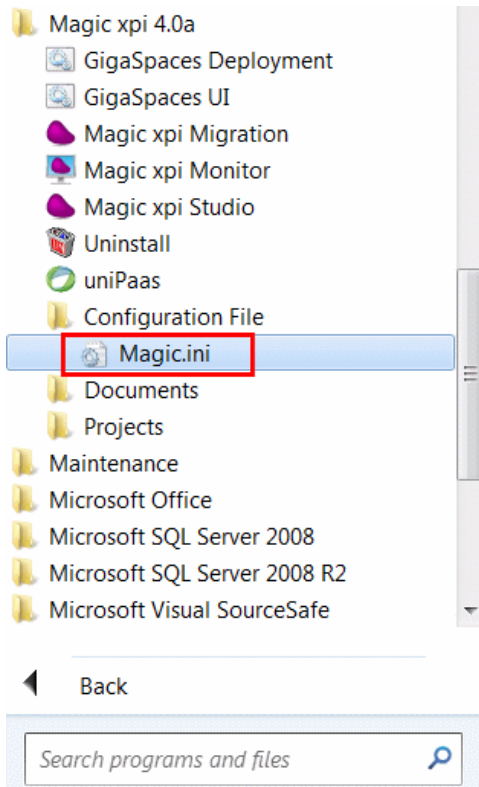 Magic xpi 4.0a
GigaSpaces Deployment
GigaSpaces UI
Magic xpi Migration
Magic xpi Monitor
Magic xpi Studio
Uninstall
uniPaas
Configuration File
Magic.ini
Documents
Projects
Maintenance
Microsoft Office
Microsoft SQL Server 2008
Microsoft SQL Server 2008 R2
Microsoft Visual SourceSafe
Back
Search programs and files